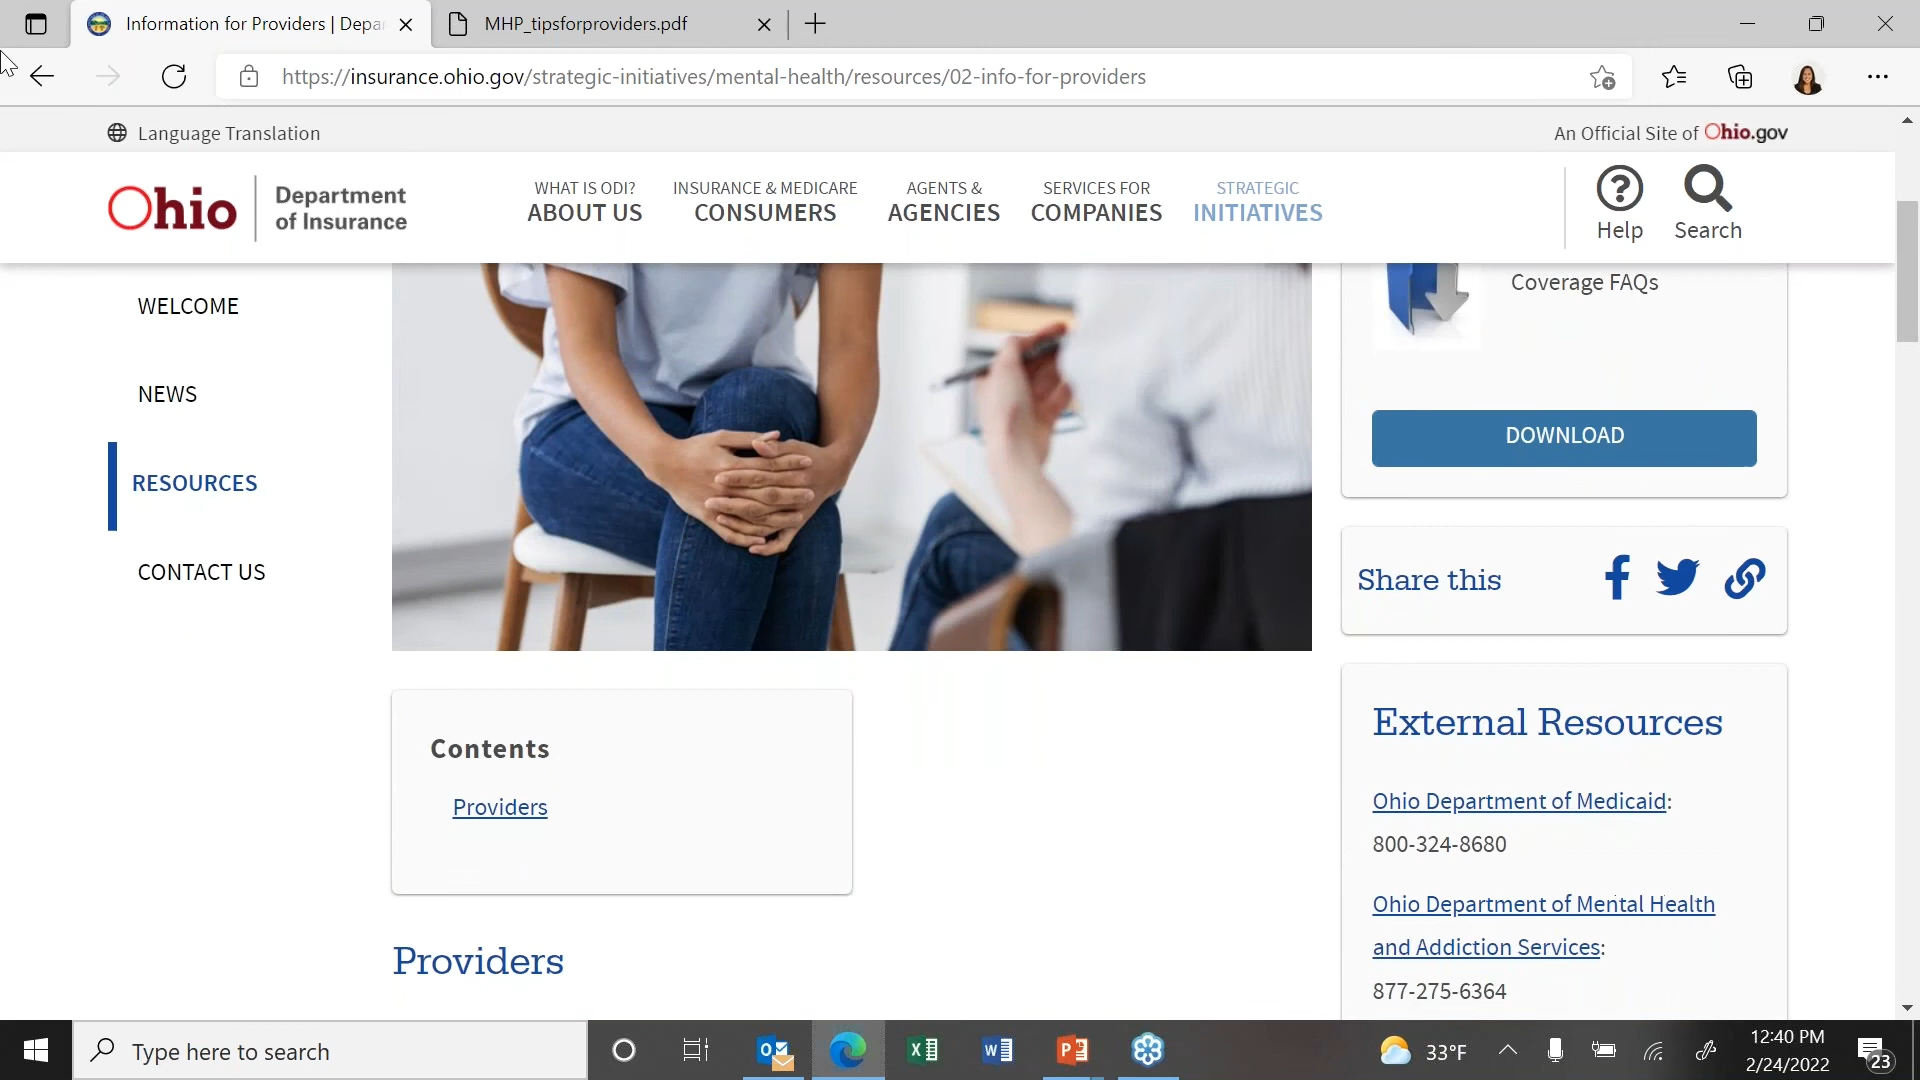 Information for Providers | Depar
MHP_tipsforproviders.pdf
https://insurance.ohio.gov/strategic-initiatives/mental-health/resources/02-info-for-providers
Language Translation
An Official Site of Ohio.gov
Ohio
Department
of Insurance
WHAT IS ODI?
ABOUT US
INSURANCE & MEDICARE
CONSUMERS
AGENTS &
AGENCIES
SERVICES FOR
COMPANIES
STRATEGIC
INITIATIVES
Help
Search
WELCOME
NEWS
RESOURCES
CONTACT US
Coverage FAQs
DOWNLOAD
Share this
Contents
Providers
Providers
External Resources
Ohio Department of Medicaid:
800-324-8680
Ohio Department of Mental Health
and Addiction Services:
877-275-6364
Type here to search
33°F
12:40 PM
2/24/2022
23